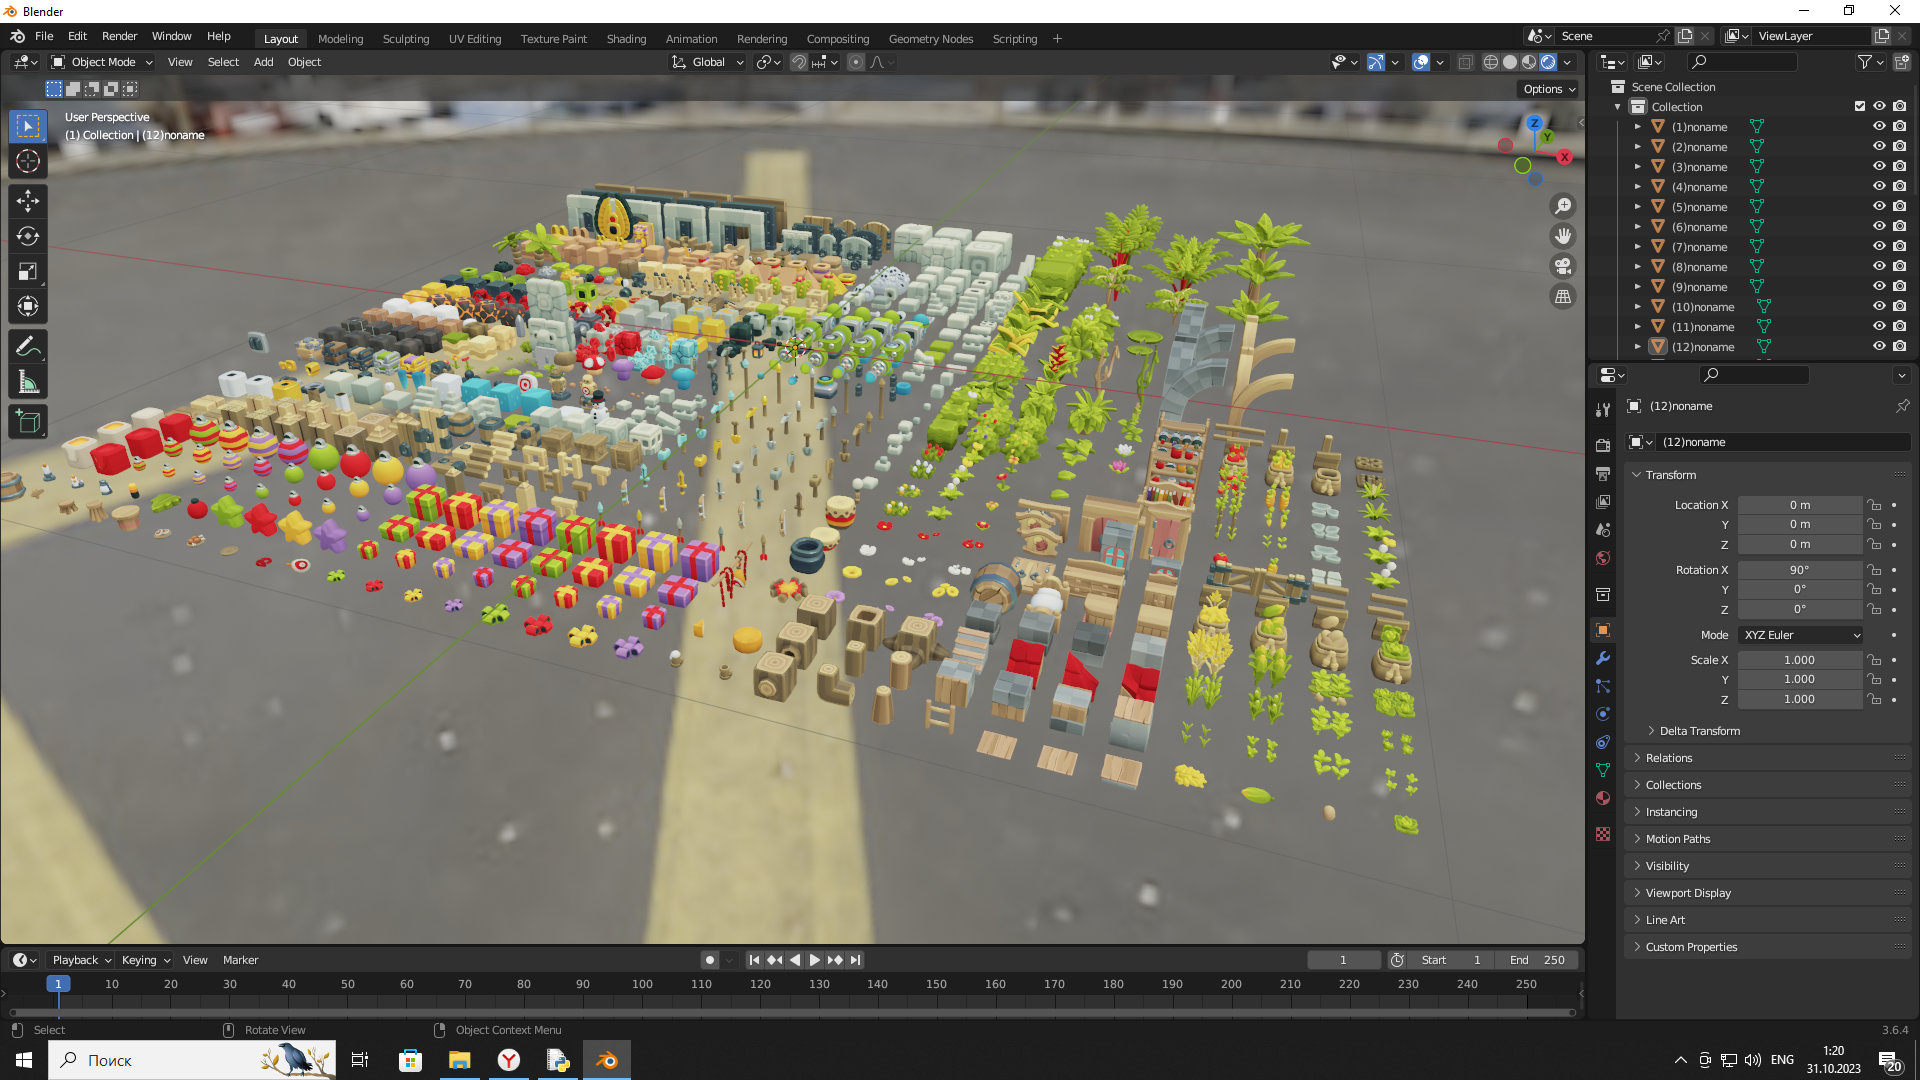 Blender
File Edit Render Window Help
Layout Modeling Sculpting UV Editing Texture Paint Shading Animation Rendering Compositing Geometry Nodes Scripting +
Scene
ViewLayer
Object Mode View Select Add Object
Global
Options
User Perspective
(1) Collection | (12)noname
Z
Y
X
Scene Collection
Collection
(1)noname
(2)noname
(3)noname
(4)noname
(5)noname
(6)noname
(7)noname
(8)noname
(9)noname
(10)noname
(11)noname
(12)noname
(12)noname
(12)noname
Transform
Location X 0 m
Y 0 m
Z 0 m
Rotation X 90°
Y 0°
Z 0°
Mode XYZ Euler
Scale X 1.000
Y 1.000
Z 1.000
Delta Transform
Relations
Collections
Instancing
Motion Paths
Visibility
Viewport Display
Line Art
Custom Properties
Playback Keying View Marker
1 Start 1 End 250
1 10 20 30 40 50 60 70 80 90 100 110 120 130 140 150 160 170 180 190 200 210 220 230 240 250
Select Rotate View Object Context Menu
3.6.4
Поиск
ENG
1:20
31.10.2023
20